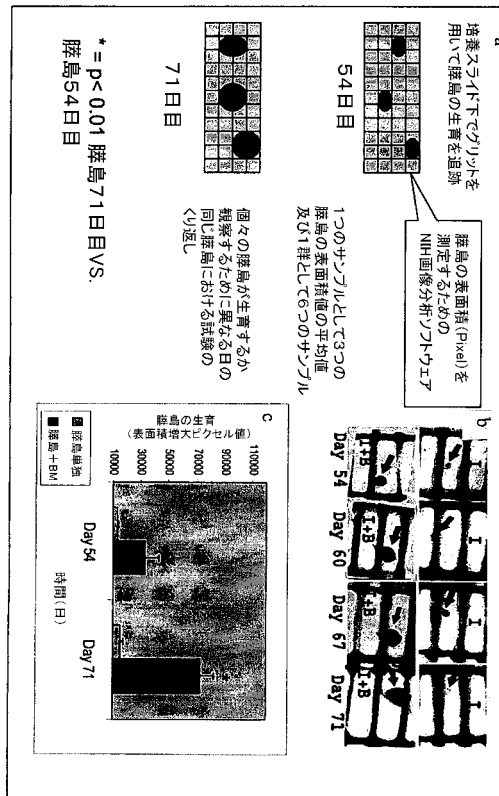 a
培養スライド下でグリットを
用いて膵島の生育を追跡
54日目
膵島の表面積(Pixel)を
測定するための
NIH画像分析ソフトウェア
1つのサンプルとして3つの
膵島の表面積値の平均値
及び1群として6つのサンプル
71日目
個々の膵島が生育するか
観察するために異なる日の
同じ膵島における試験の
くり返し
* = p< 0.01 膵島71日目VS.
膵島54日目
b
I
I
I
I
I+B
I+B
I+B
I+B
Day 54
Day 60
Day 67
Day 71
c
膵島の生育
(表面積増大ピクセル値)
110000
90000
70000
50000
30000
10000
Day 54
Day 71
時間(日)
膵島単独
膵島+BM